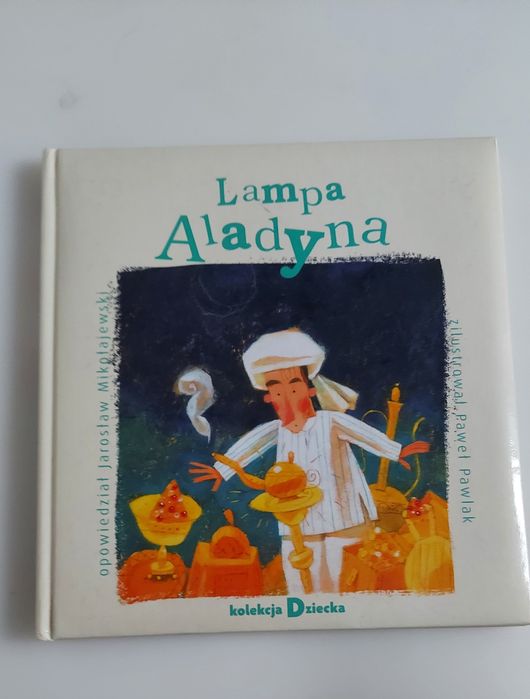 Lampa
Aladyna
opowiedział Jarosław Mikołajewski
zilustrował Paweł Pawlak
kolekcja Dziecka